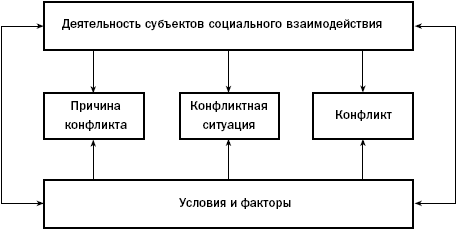 Деятельность субъектов социального взаимодействия
Причина
конфликта
Конфликтная
ситуация
Конфликт
Условия и факторы